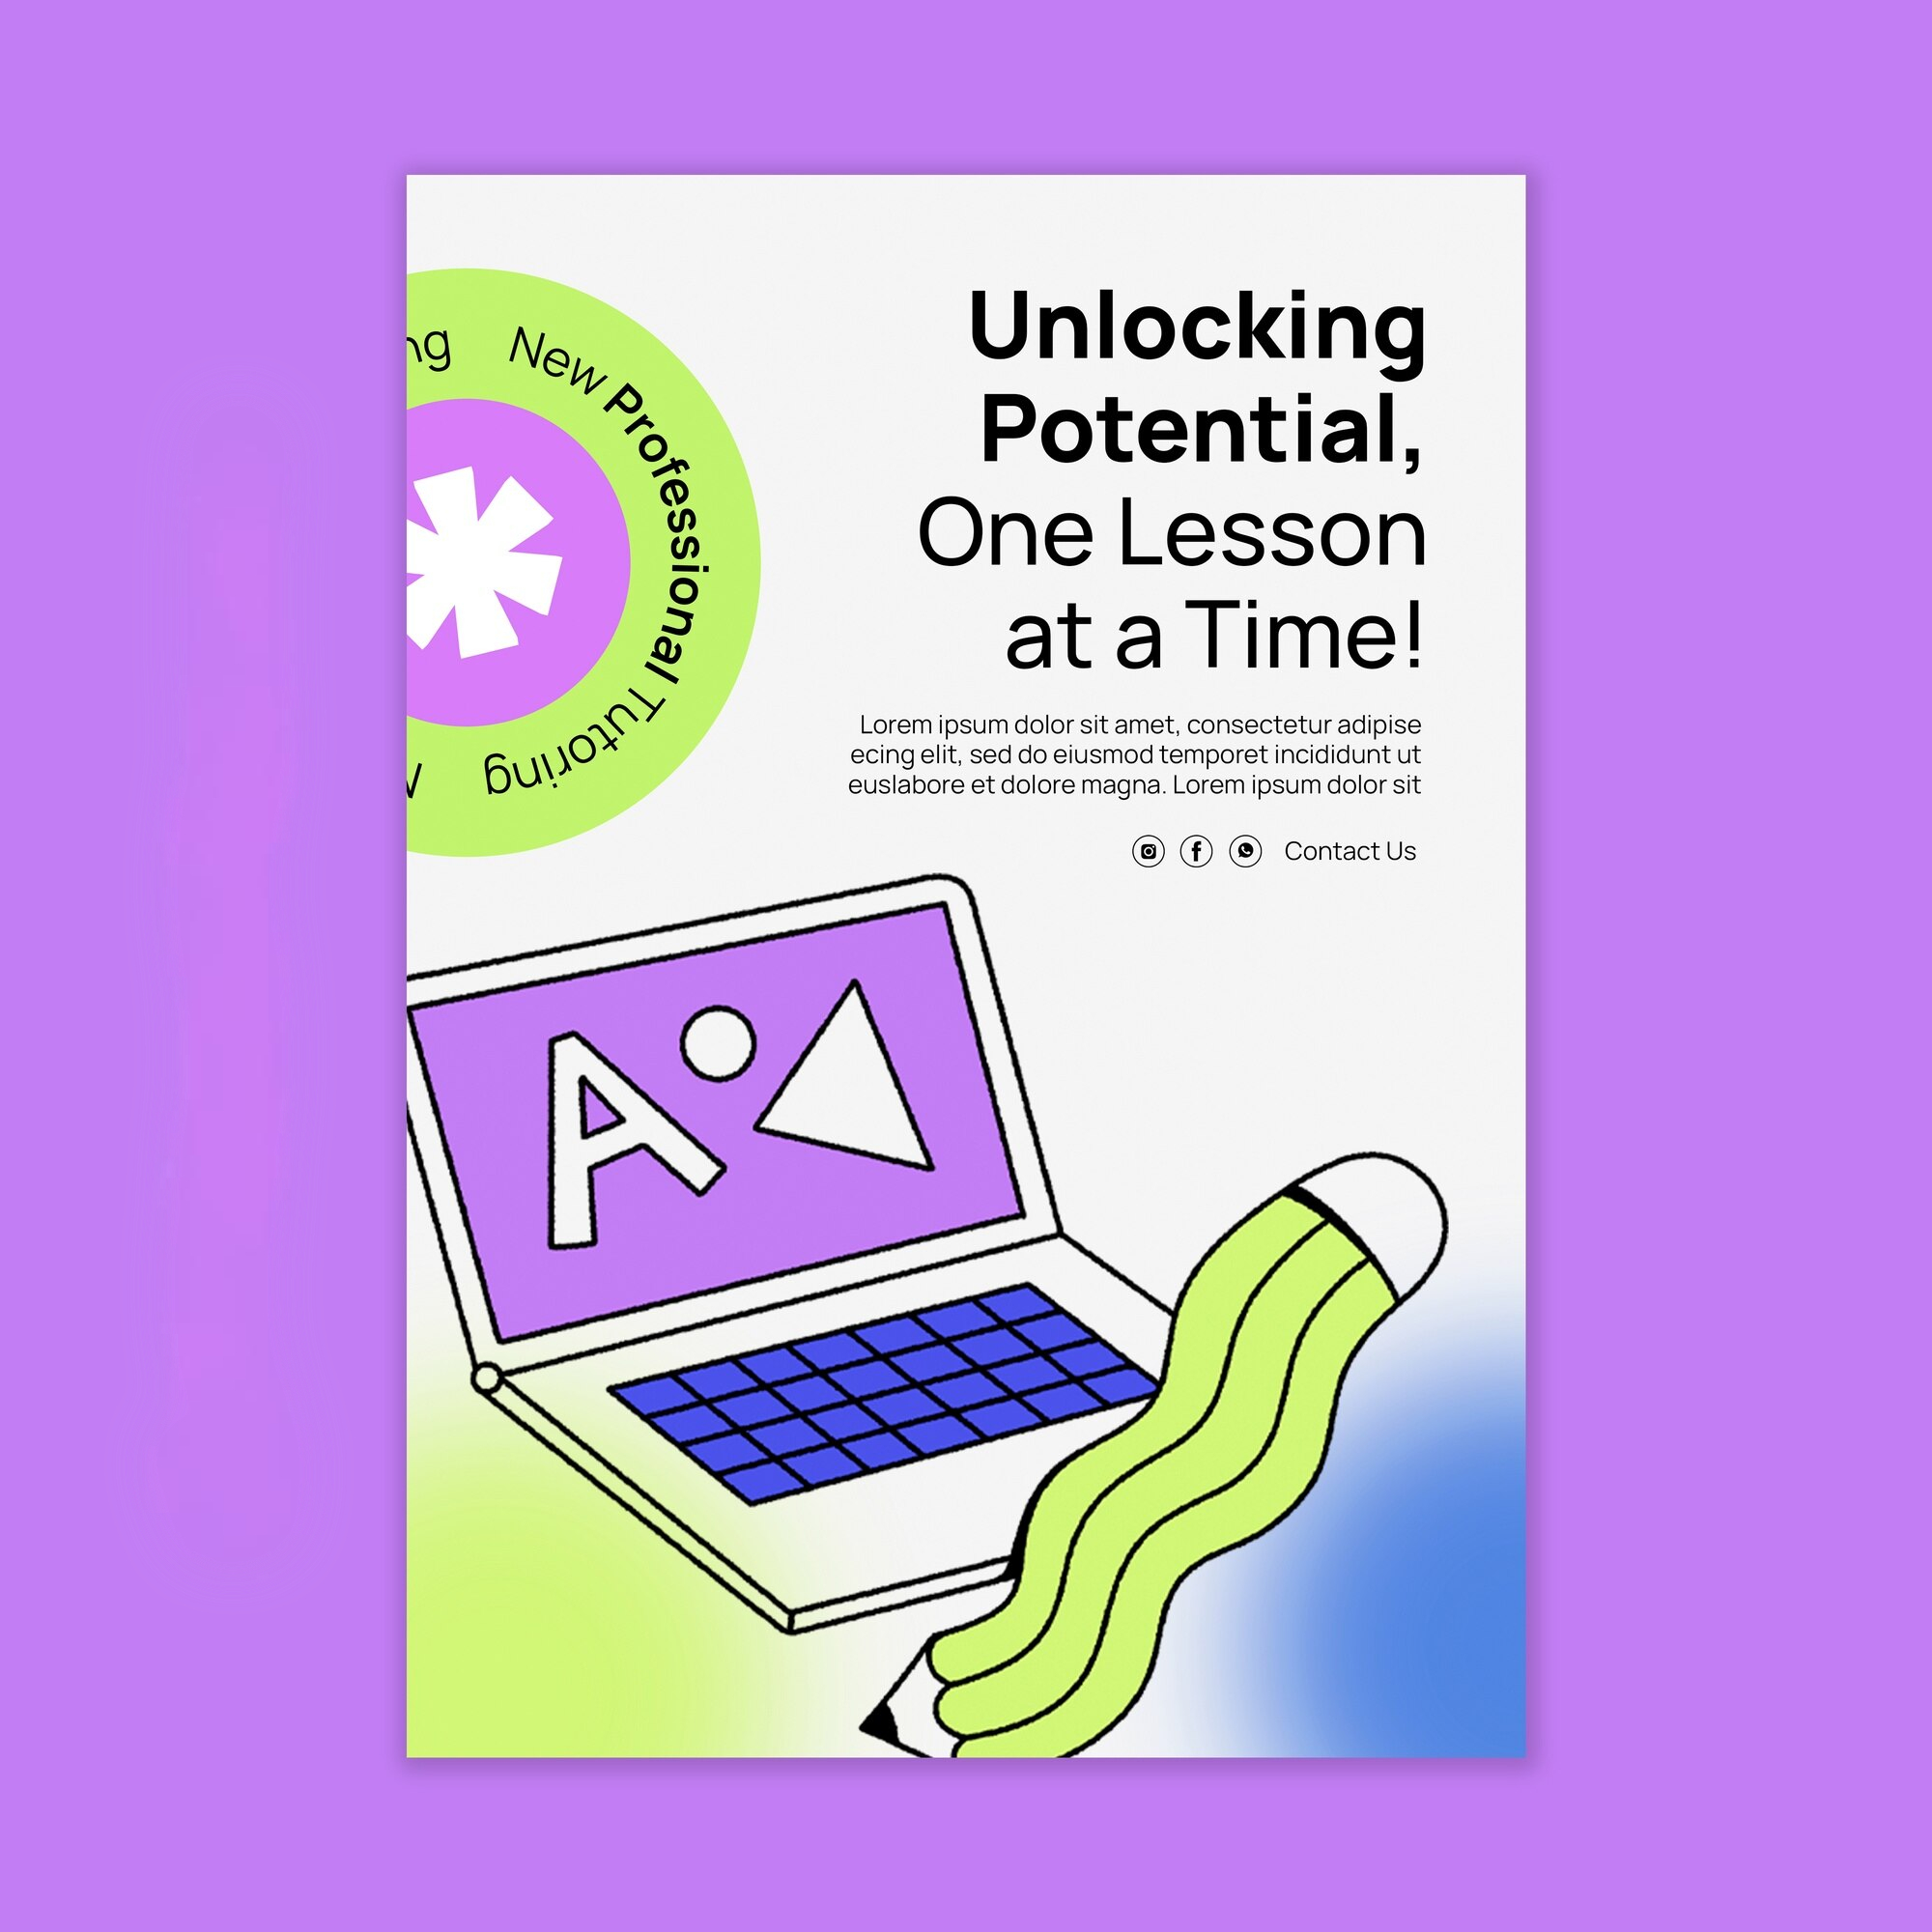 New Professional Tutoring
Unlocking
Potential,
One Lesson
at a Time!
Lorem ipsum dolor sit amet, consectetur adipise
ecing elit, sed do eiusmod temporet incididunt ut
euslabore et dolore magna. Lorem ipsum dolor sit
Contact Us
A